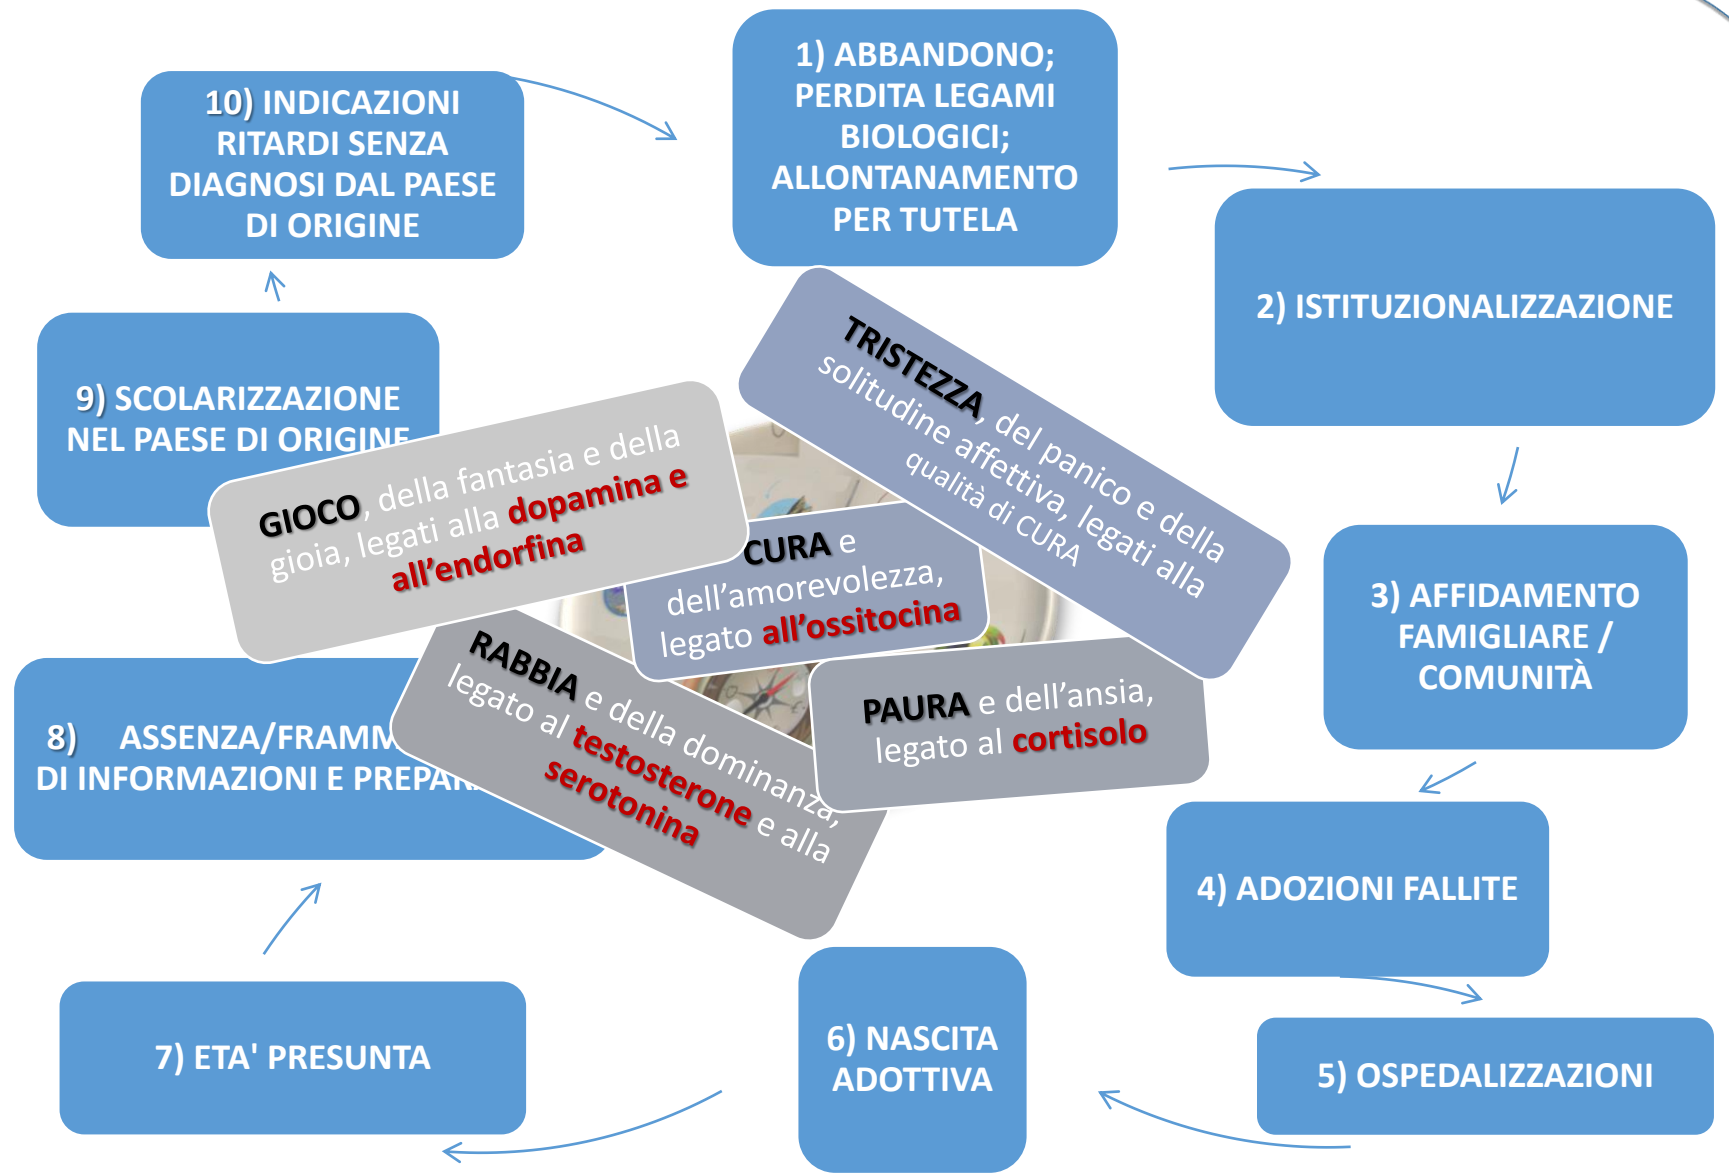 1) ABBANDONO;
PERDITA LEGAMI
BIOLOGICI;
ALLONTANAMENTO
PER TUTELA
2) ISTITUZIONALIZZAZIONE
3) AFFIDAMENTO
FAMIGLIARE /
COMUNITÀ
4) ADOZIONI FALLITE
5) OSPEDALIZZAZIONI
6) NASCITA
ADOTTIVA
7) ETA' PRESUNTA
8) ASSENZA/FRAMM
DI INFORMAZIONI E PREPAR
9) SCOLARIZZAZIONE
NEL PAESE DI ORIGINE
10) INDICAZIONI
RITARDI SENZA
DIAGNOSI DAL PAESE
DI ORIGINE
TRISTEZZA, del panico e della
solitudine affettiva, legati alla
qualità di CURA
GIOCO, della fantasia e della
gioia, legati alla dopamina e
all'endorfina
CURA e
dell'amorevolezza,
legato all'ossitocina
RABBIA e della dominanza,
legato al testosterone e alla
serotonina
PAURA e dell'ansia,
legato al cortisolo